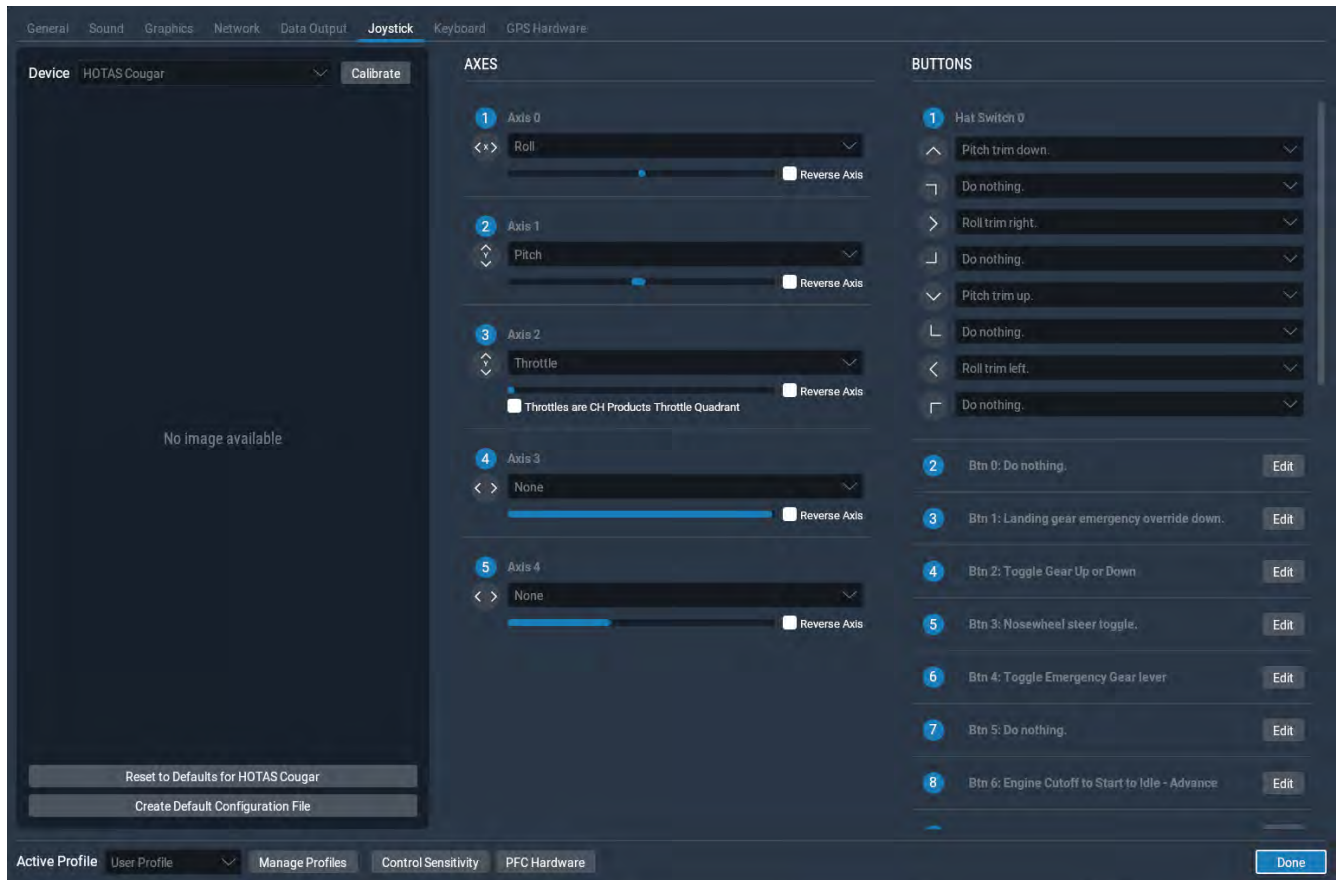 General Sound Graphics Network Data Output Joystick Keyboard GPS Hardware
Device HOTAS Cougar Calibrate
No image available
Reset to Defaults for HOTAS Cougar
Create Default Configuration File
AXES
1 Axis 0
X Roll
Reverse Axis
2 Axis 1
Y Pitch
Reverse Axis
3 Axis 2
Y Throttle
Reverse Axis
Throttles are CH Products Throttle Quadrant
4 Axis 3
None
Reverse Axis
5 Axis 4
None
Reverse Axis
BUTTONS
1 Hat Switch 0
Pitch trim down.
Do nothing.
Roll trim right.
Do nothing.
Pitch trim up.
Do nothing.
Roll trim left.
Do nothing.
2 Btn 0: Do nothing. Edit
3 Btn 1: Landing gear emergency override down. Edit
4 Btn 2: Toggle Gear Up or Down Edit
5 Btn 3: Nosewheel steer toggle. Edit
6 Btn 4: Toggle Emergency Gear lever Edit
7 Btn 5: Do nothing. Edit
8 Btn 6: Engine Cutoff to Start to Idle - Advance Edit
Active Profile User Profile Manage Profiles Control Sensitivity PFC Hardware Done